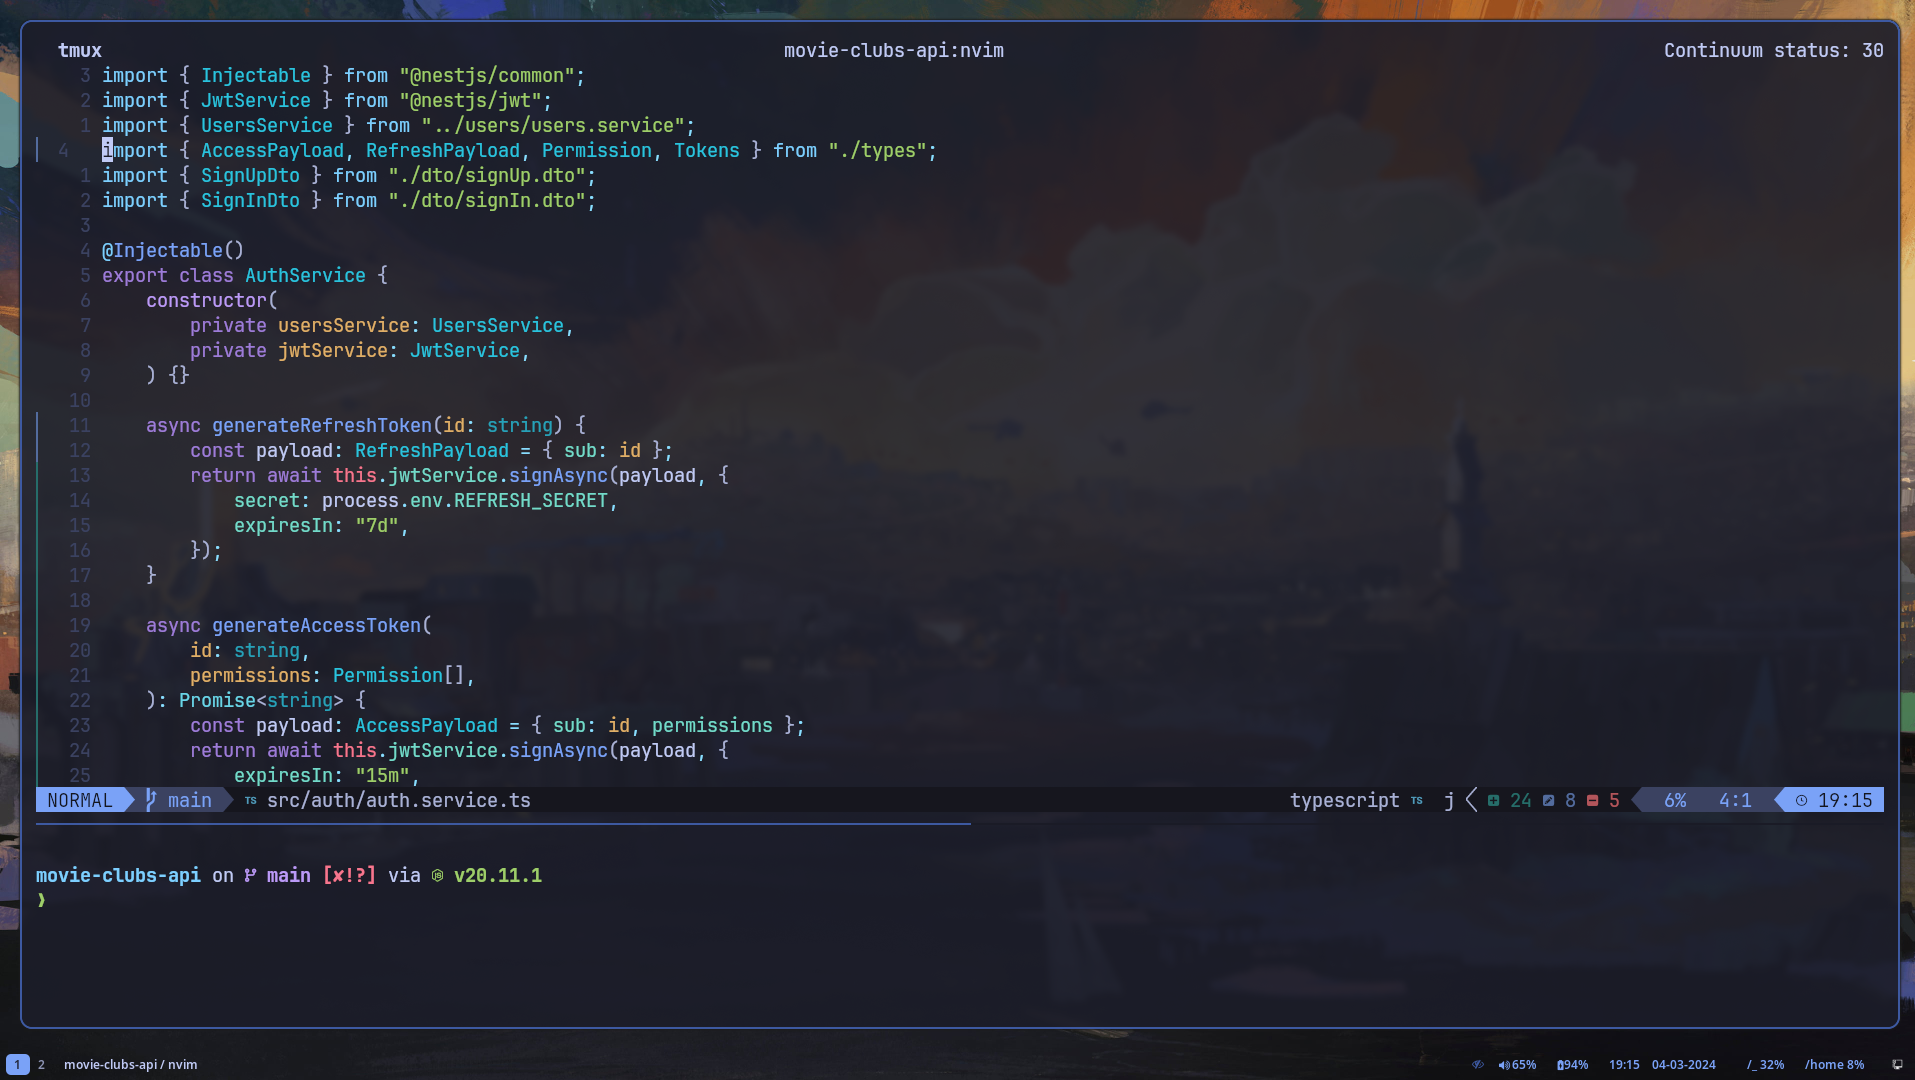 tmux movie-clubs-api:nvim Continuum status: 30
3 import { Injectable } from "@nestjs/common";
2 import { JwtService } from "@nestjs/jwt";
1 import { UsersService } from "../users/users.service";
4 import { AccessPayload, RefreshPayload, Permission, Tokens } from "./types";
1 import { SignUpDto } from "./dto/signUp.dto";
2 import { SignInDto } from "./dto/signIn.dto";
3
4 @Injectable()
5 export class AuthService {
6 constructor(
7 private usersService: UsersService,
8 private jwtService: JwtService,
9 ) {}
10
11 async generateRefreshToken(id: string) {
12 const payload: RefreshPayload = { sub: id };
13 return await this.jwtService.signAsync(payload, {
14 secret: process.env.REFRESH_SECRET,
15 expiresIn: "7d",
16 });
17 }
18
19 async generateAccessToken(
20 id: string,
21 permissions: Permission[],
22 ): Promise<string> {
23 const payload: AccessPayload = { sub: id, permissions };
24 return await this.jwtService.signAsync(payload, {
25 expiresIn: "15m",
NORMAL main TS src/auth/auth.service.ts typescript TS j 24 8 5 6% 4:1 19:15
movie-clubs-api on main [✘!?] via v20.11.1
❯
1 2 movie-clubs-api / nvim 65% 94% 19:15 04-03-2024 /_ 32% /home 8%